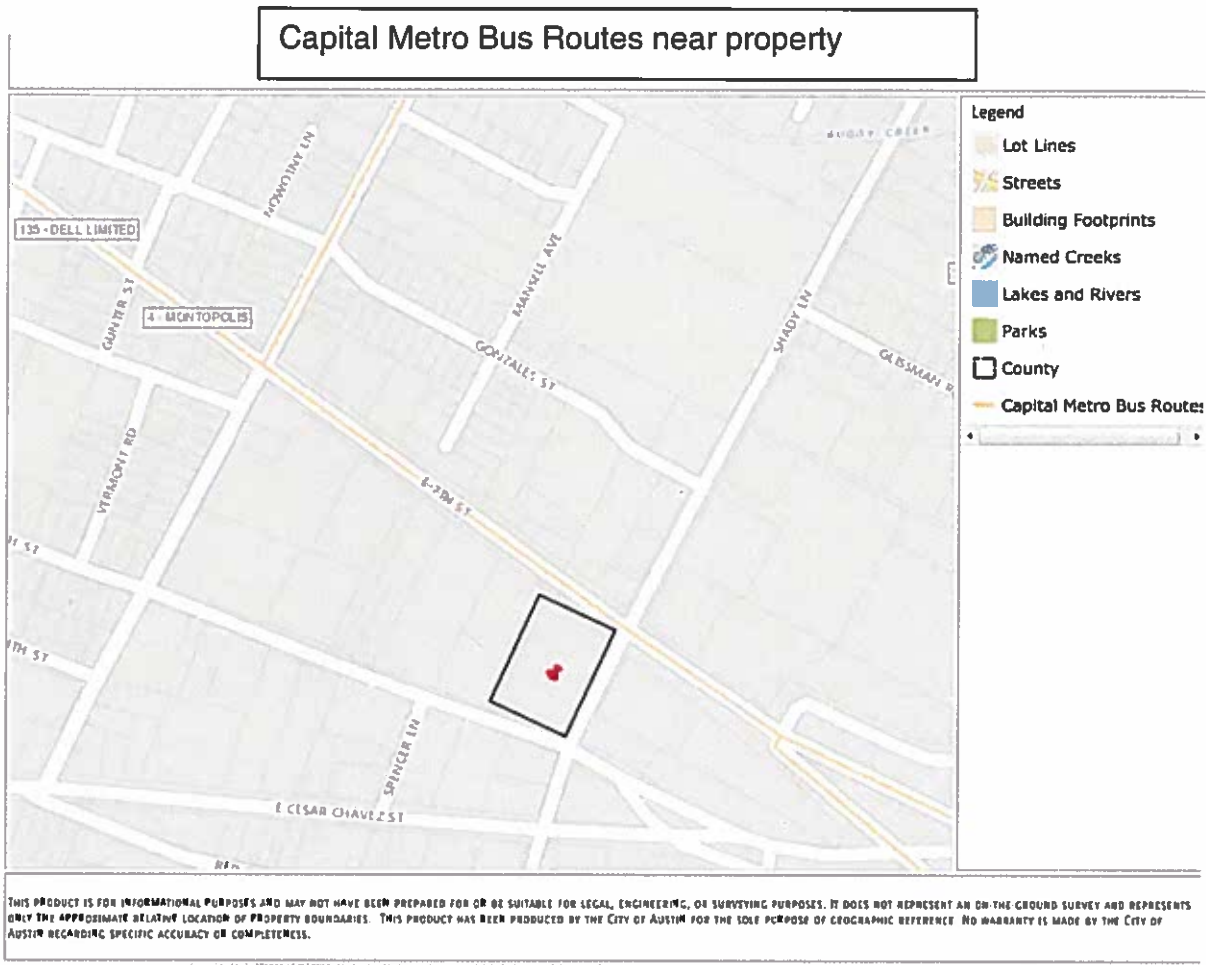 Capital Metro Bus Routes near property
BUGGY CREEK
NOWOTNY LN
135 - DELL LIMITED
MANSELL AVE
GUNTER ST
4 - MONTOPOLIS
SHADY LN
GONZALES ST
GLISSMAN R
VERMONT RD
E 7TH ST
H ST
TH ST
SPENCER LN
E CESAR CHAVEZ ST
Legend
Lot Lines
Streets
Building Footprints
Named Creeks
Lakes and Rivers
Parks
County
Capital Metro Bus Routes
THIS PRODUCT IS FOR INFORMATIONAL PURPOSES AND MAY NOT HAVE BEEN PREPARED FOR OR BE SUITABLE FOR LEGAL, ENGINEERING, OR SURVEYING PURPOSES. IT DOES NOT REPRESENT AN ON-THE-GROUND SURVEY AND REPRESENTS
ONLY THE APPROXIMATE RELATIVE LOCATION OF PROPERTY BOUNDARIES. THIS PRODUCT HAS BEEN PRODUCED BY THE CITY OF AUSTIN FOR THE SOLE PURPOSE OF GEOGRAPHIC REFERENCE. NO WARRANTY IS MADE BY THE CITY OF
AUSTIN REGARDING SPECIFIC ACCURACY OR COMPLETENESS.